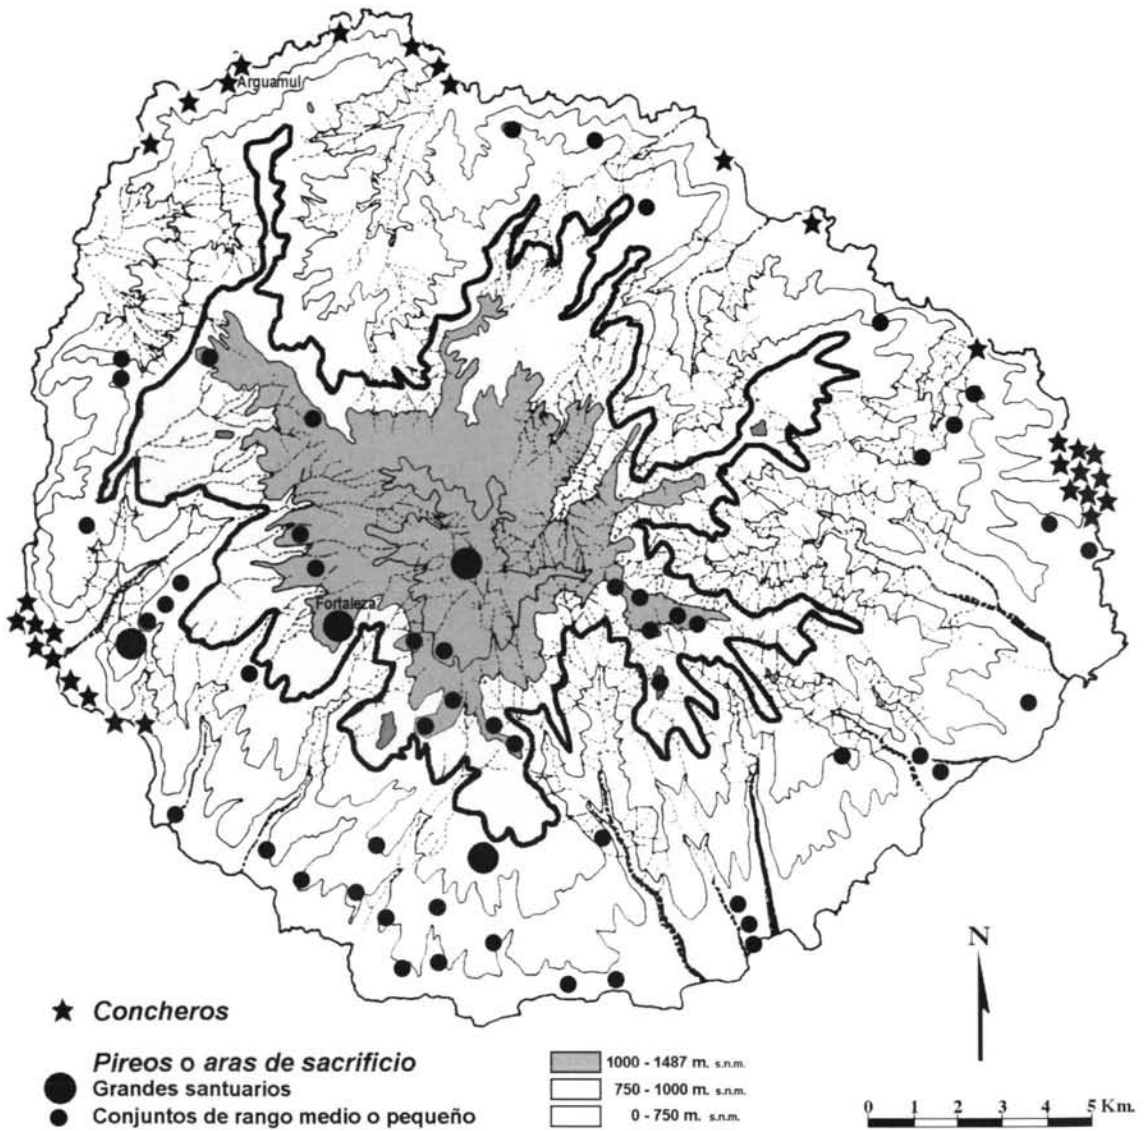 Arguamul
Fortaleza
N
Concheros
Pireos o aras de sacrificio
Grandes santuarios
Conjuntos de rango medio o pequeño
1000 - 1487 m. s.n.m.
750 - 1000 m. s.n.m.
0 - 750 m. s.n.m.
0 1 2 3 4 5 Km.